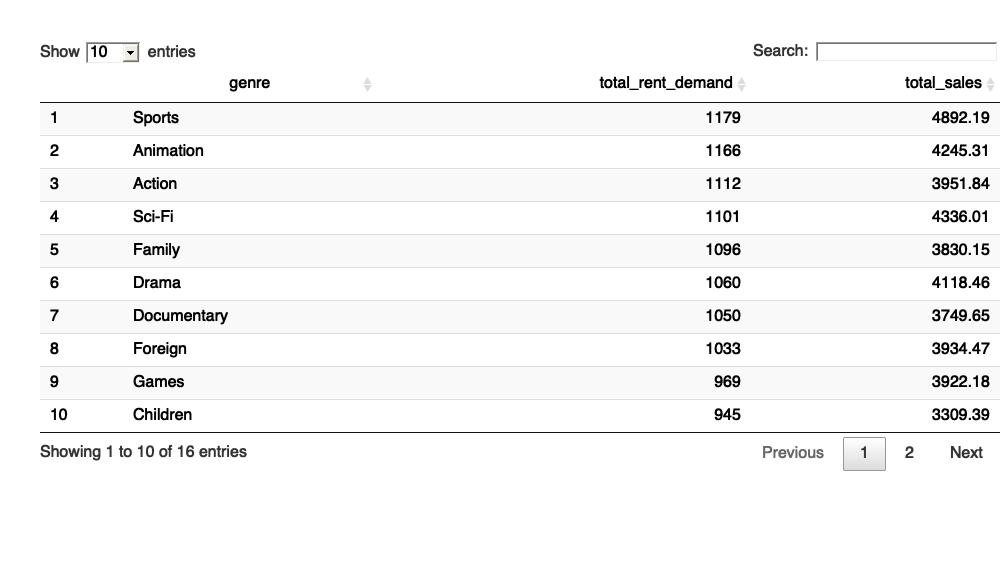 Show 10 entries Search:
genre total_rent_demand total_sales
1 Sports 1179 4892.19
2 Animation 1166 4245.31
3 Action 1112 3951.84
4 Sci-Fi 1101 4336.01
5 Family 1096 3830.15
6 Drama 1060 4118.46
7 Documentary 1050 3749.65
8 Foreign 1033 3934.47
9 Games 969 3922.18
10 Children 945 3309.39
Showing 1 to 10 of 16 entries Previous 1 2 Next